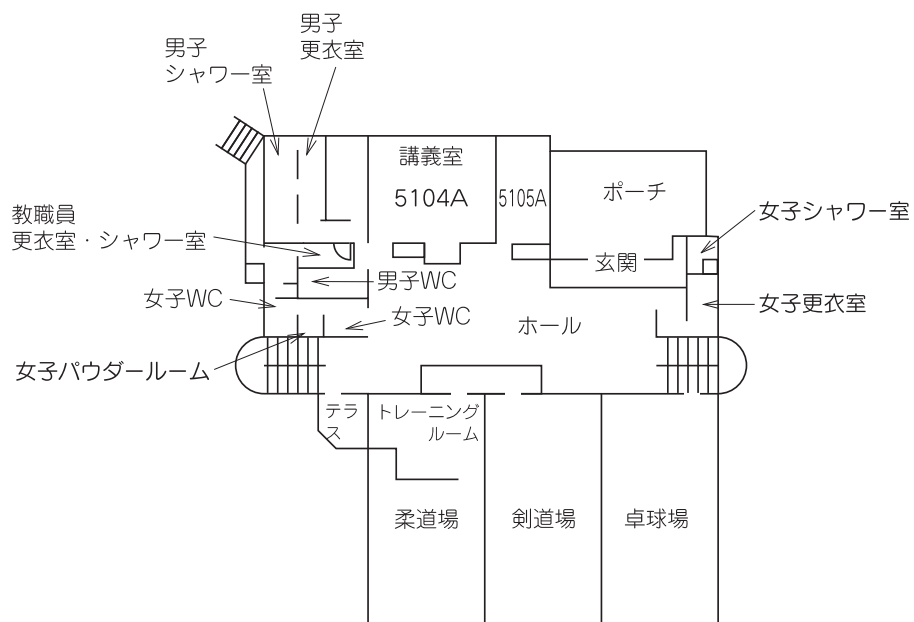 男子
更衣室
男子
シャワー室
講義室
5104A
5105A
ポーチ
女子シャワー室
教職員
更衣室・シャワー室
玄関
男子WC
女子WC
女子更衣室
女子WC
ホール
女子パウダールーム
テラ
ス
トレーニング
ルーム
柔道場
剣道場
卓球場